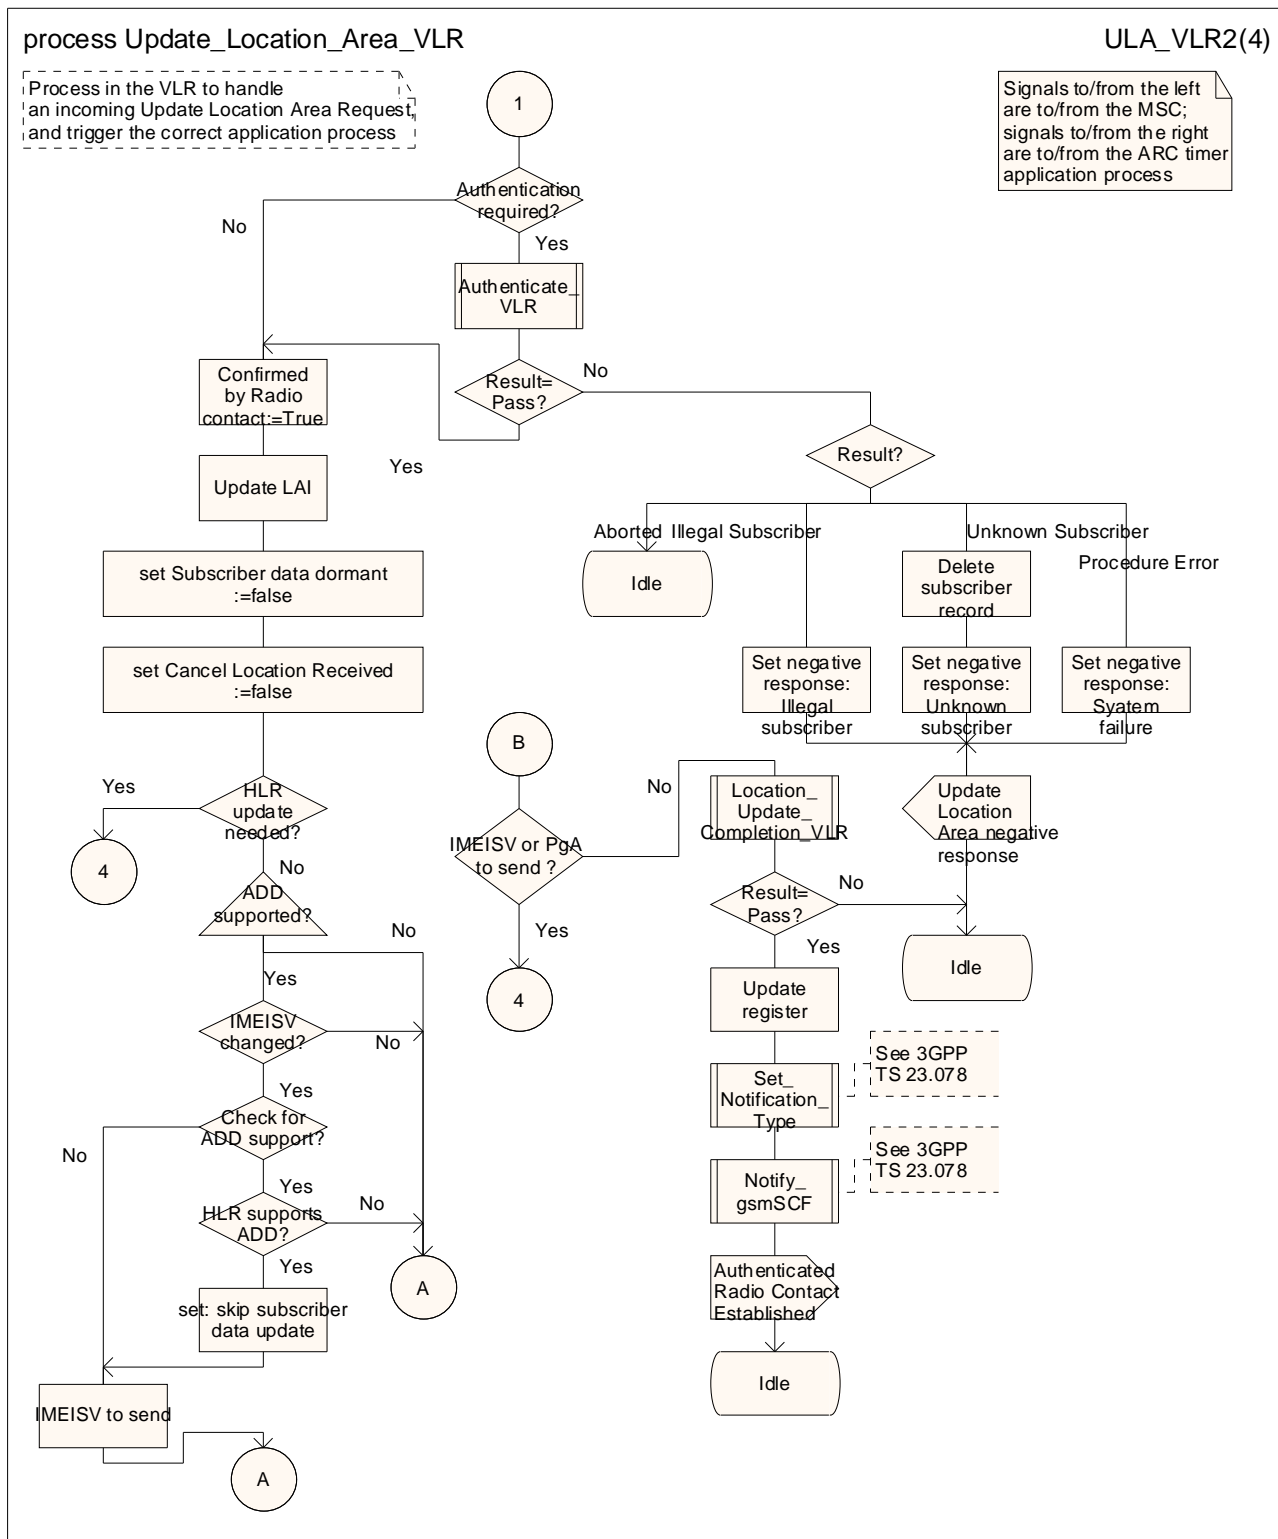 process Update_Location_Area_VLR
ULA_VLR2(4)
Process in the VLR to handle
an incoming Update Location Area Request,
and trigger the correct application process
1
Signals to/from the left
are to/from the MSC;
signals to/from the right
are to/from the ARC timer
application process
Authentication
required?
No
Yes
Authenticate_
VLR
Confirmed
by Radio
contact:=True
Result=
Pass?
No
Yes
Result?
Update LAI
Aborted
Illegal Subscriber
Unknown Subscriber
Procedure Error
set Subscriber data dormant
:=false
Idle
Delete
subscriber
record
set Cancel Location Received
:=false
Set negative
response:
Illegal
subscriber
Set negative
response:
Unknown
subscriber
Set negative
response:
Syatem
failure
B
Yes
HLR
update
needed?
No
4
No
IMEISV or PgA
to send ?
Yes
4
Location_
Update_
Completion_VLR
Update
Location
Area negative
response
ADD
supported?
No
Yes
Result=
Pass?
No
Yes
Idle
IMEISV
changed?
No
Yes
Update
register
Set_
Notification_
Type
See 3GPP
TS 23.078
Check for
ADD support?
No
Yes
Notify_
gsmSCF
See 3GPP
TS 23.078
HLR supports
ADD?
No
Yes
A
Authenticated
Radio Contact
Established
set: skip subscriber
data update
Idle
IMEISV to send
A